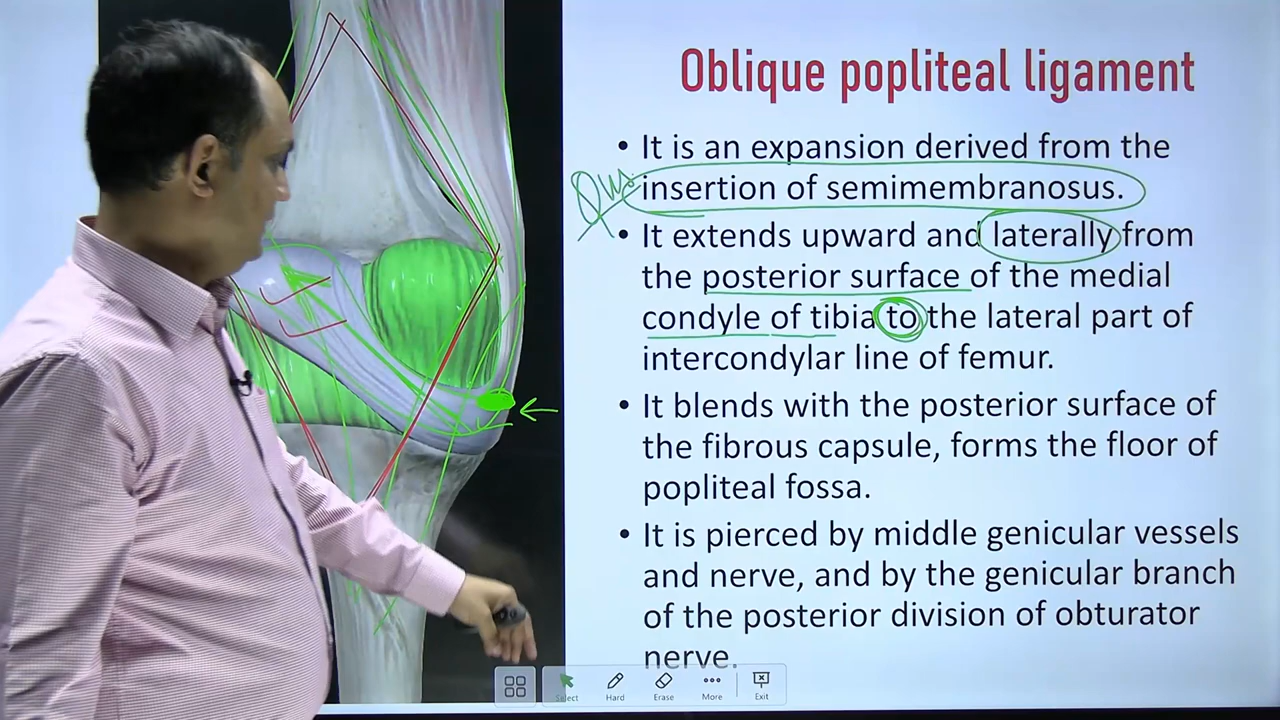 Oblique popliteal ligament
• It is an expansion derived from the
Qus: insertion of semimembranosus.
• It extends upward and laterally from
the posterior surface of the medial
condyle of tibia to the lateral part of
intercondylar line of femur.
• It blends with the posterior surface of
the fibrous capsule, forms the floor of
popliteal fossa.
• It is pierced by middle genicular vessels
and nerve, and by the genicular branch
of the posterior division of obturator
nerve.
Select Hard Erase More Exit